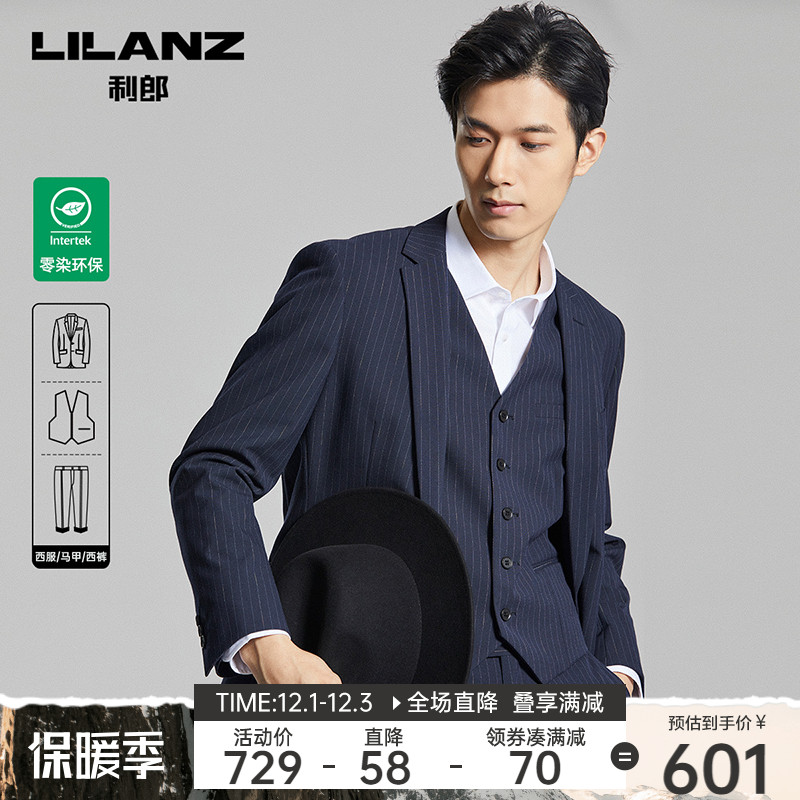 LILANZ
利郎
Intertek
零染环保
西服/马甲/西裤
TIME:12.1-12.3 ▶全场直降 叠享满减
保暖季
活动价 直降 领券凑满减 预估到手价¥
729 - 58 - 70 = 601